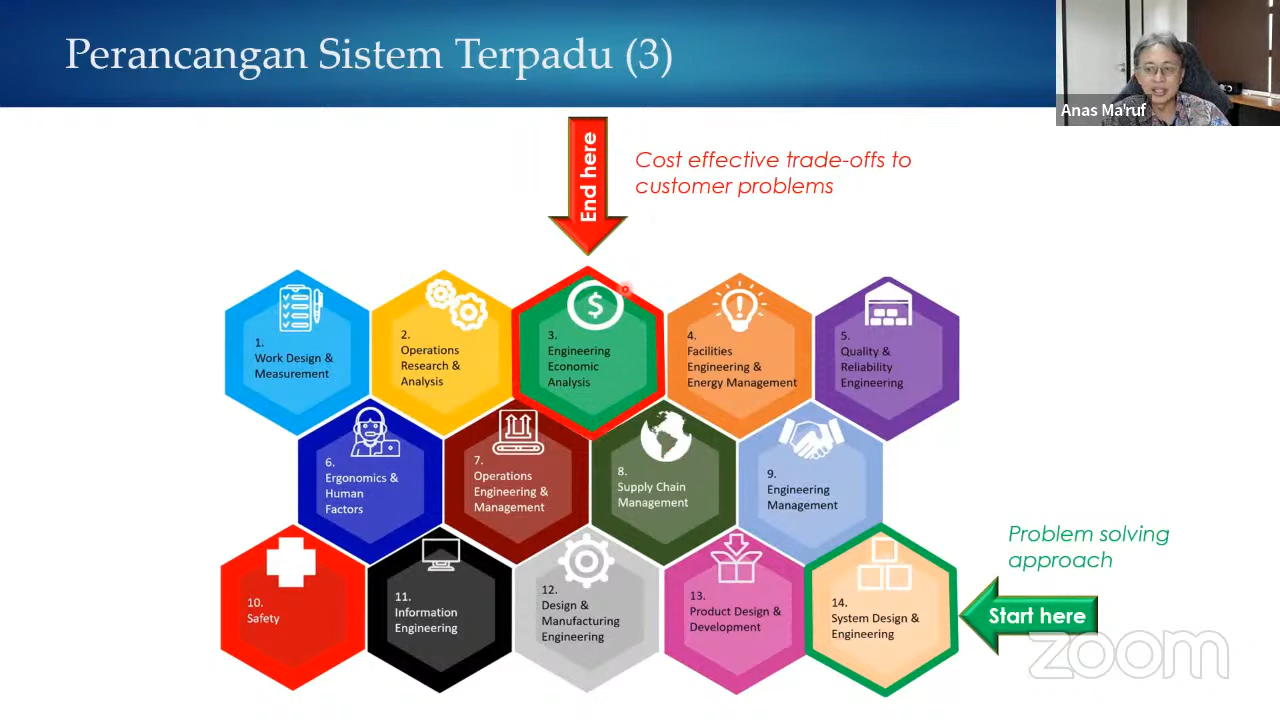 Perancangan Sistem Terpadu (3)
Anas Ma'ruf
End here
Cost effective trade-offs to
customer problems
1.
Work Design &
Measurement
2.
Operations
Research &
Analysis
$
3.
Engineering
Economic
Analysis
4.
Facilities
Engineering &
Energy Management
5.
Quality &
Reliability
Engineering
6.
Ergonomics &
Human
Factors
7.
Operations
Engineering &
Management
8.
Supply Chain
Management
9.
Engineering
Management
10.
Safety
11.
Information
Engineering
12.
Design &
Manufacturing
Engineering
13.
Product Design &
Development
14.
System Design &
Engineering
Problem solving
approach
Start here
zoom